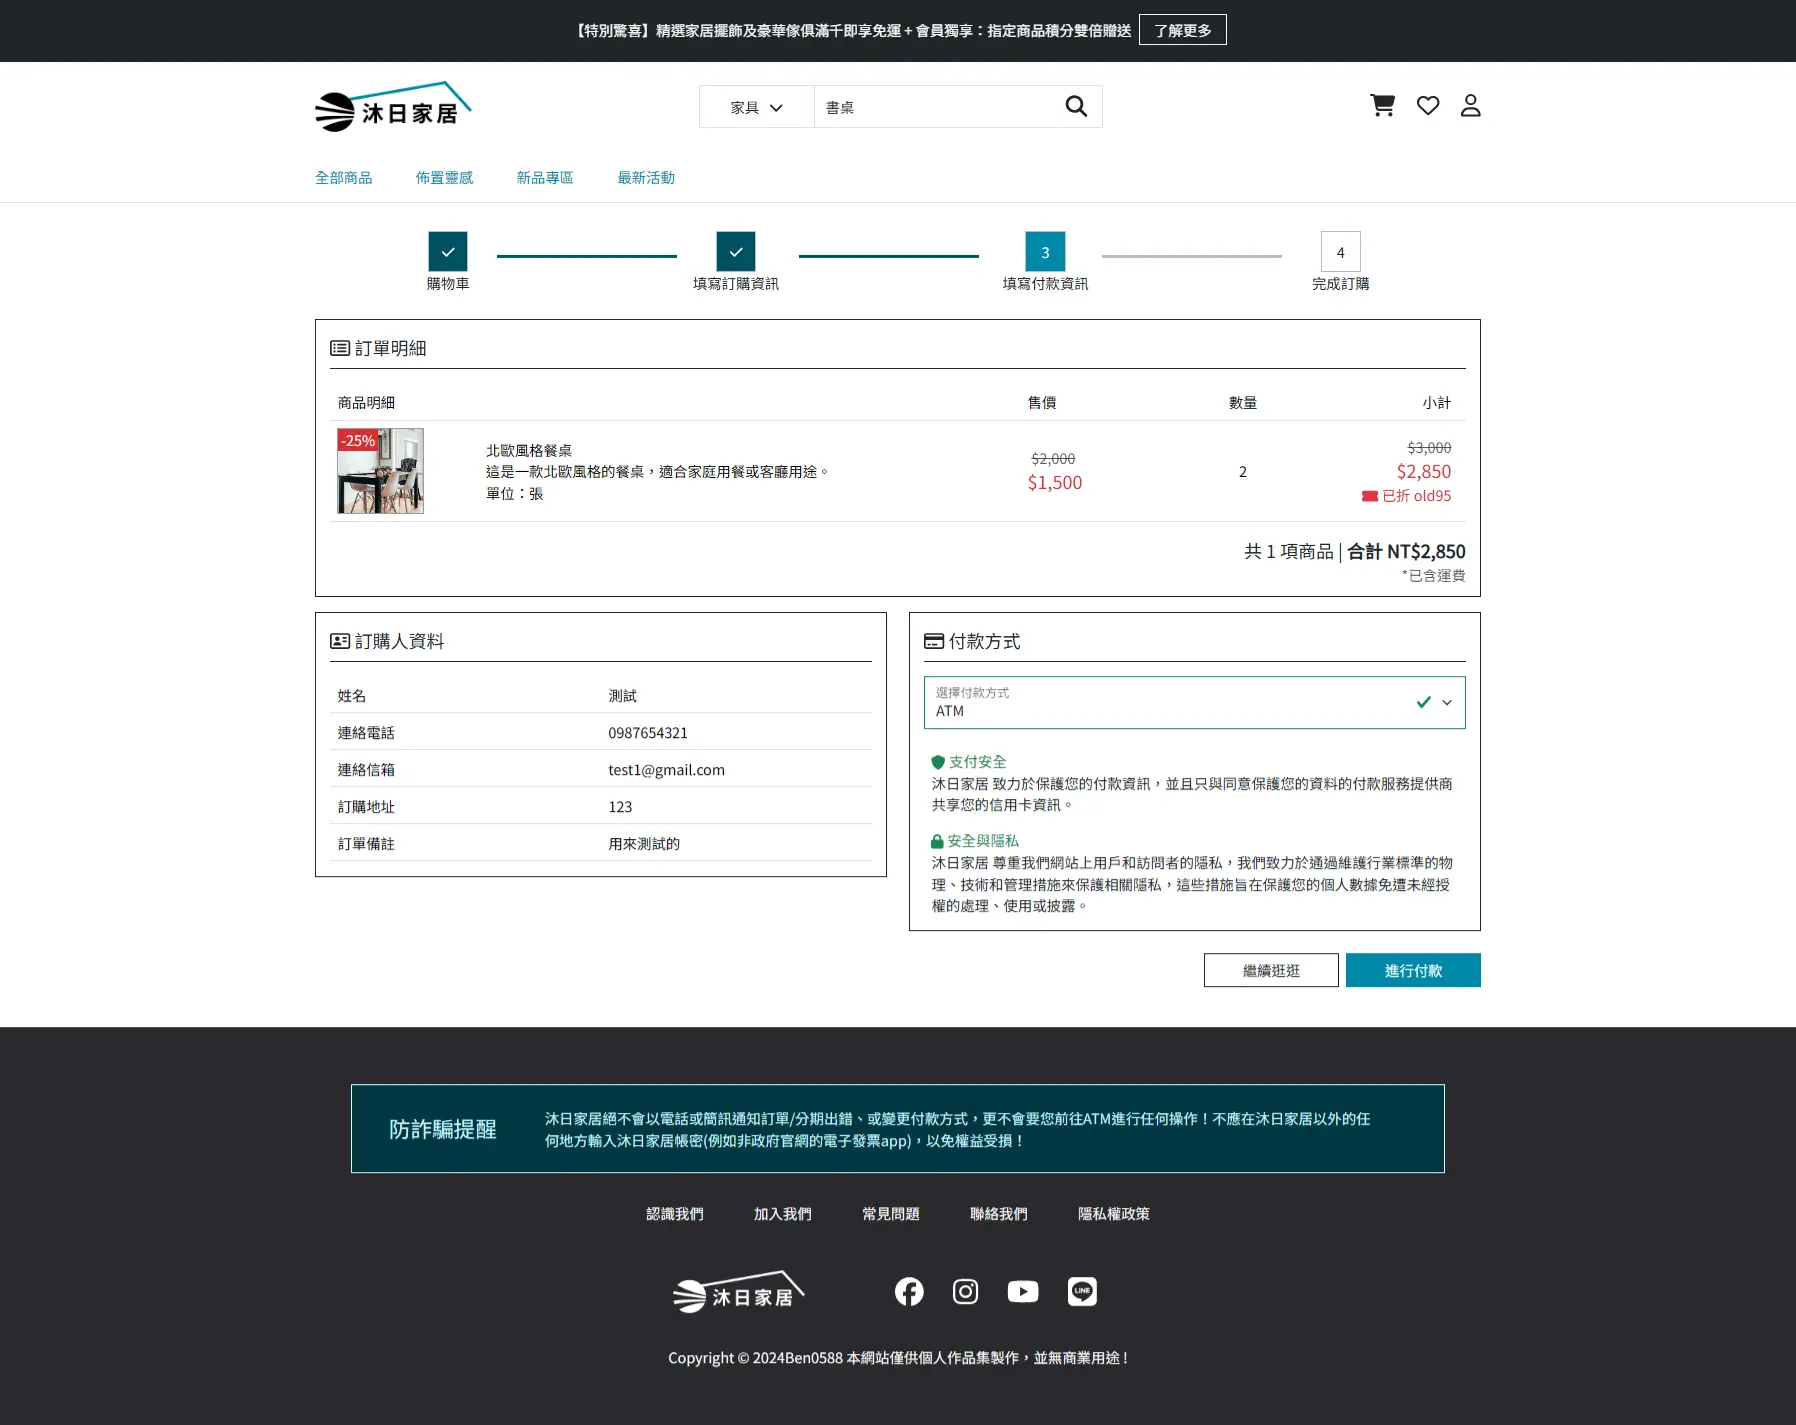 【特別驚喜】精選家居擺飾及豪華傢俱滿千即享免運 + 會員獨享：指定商品積分雙倍贈送 了解更多
沐日家居
家具 書桌
全部商品 佈置靈感 新品專區 最新活動
3 4
購物車 填寫訂購資訊 填寫付款資訊 完成訂購
訂單明細
商品明細 售價 數量 小計
-25%
北歐風格餐桌
這是一款北歐風格的餐桌，適合家庭用餐或客廳用途。
單位：張
$2,000
$1,500
2
$3,000
$2,850
已折 old95
共 1 項商品 | 合計 NT$2,850
*已含運費
訂購人資料
姓名 測試
連絡電話 0987654321
連絡信箱 test1@gmail.com
訂購地址 123
訂單備註 用來測試的
付款方式
選擇付款方式
ATM
支付安全
沐日家居 致力於保護您的付款資訊，並且只與同意保護您的資料的付款服務提供商
共享您的信用卡資訊。
安全與隱私
沐日家居 尊重我們網站上用戶和訪問者的隱私，我們致力於通過維護行業標準的物
理、技術和管理措施來保護相關隱私，這些措施旨在保護您的個人數據免遭未經授
權的處理、使用或披露。
繼續逛逛 進行付款
防詐騙提醒
沐日家居絕不會以電話或簡訊通知訂單/分期出錯、或變更付款方式，更不會要您前往ATM進行任何操作！不應在沐日家居以外的任
何地方輸入沐日家居帳密(例如非政府官網的電子發票app)，以免權益受損！
認識我們 加入我們 常見問題 聯絡我們 隱私權政策
沐日家居
LINE
Copyright © 2024Ben0588 本網站僅供個人作品集製作，並無商業用途 !